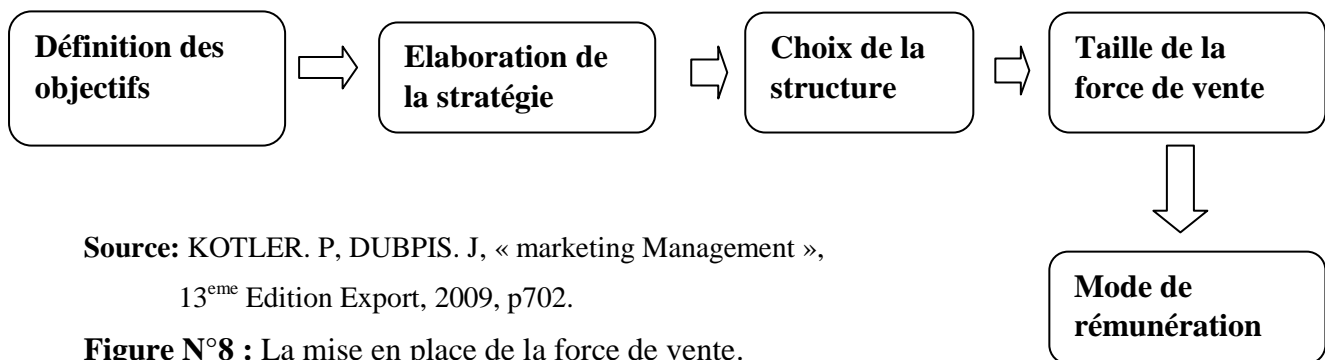 Définition des
objectifs
Elaboration de
la stratégie
Choix de la
structure
Taille de la
force de vente
Mode de
rémunération
Source: KOTLER. P, DUBPIS. J, « marketing Management »,
13eme Edition Export, 2009, p702.
Figure N°8 : La mise en place de la force de vente.